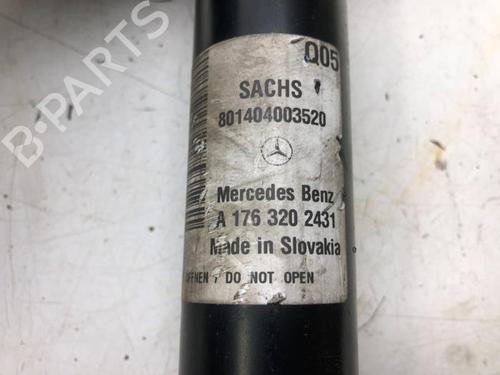 Q05
SACHS
801404003520
Mercedes Benz
A 176 320 2431
Made in Slovakia
DO NOT OPEN
B-PARTS